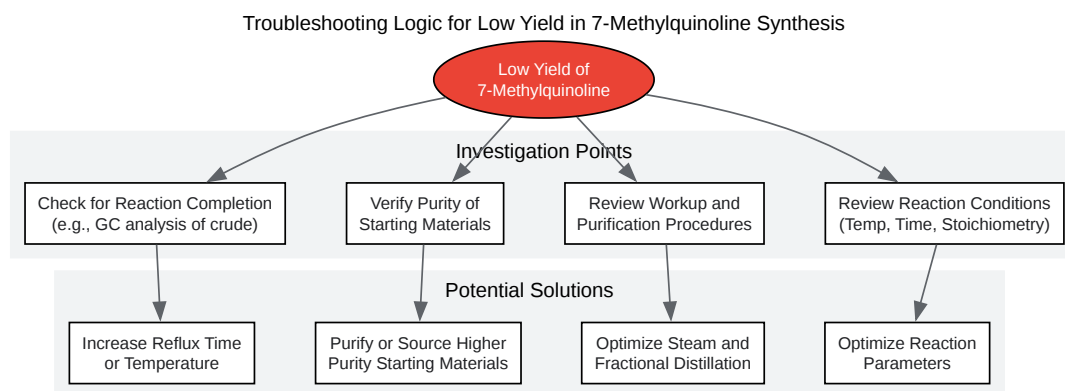 Troubleshooting Logic for Low Yield in 7-Methylquinoline Synthesis
Low Yield of
7-Methylquinoline
Investigation Points
Check for Reaction Completion
(e.g., GC analysis of crude)
Verify Purity of
Starting Materials
Review Workup and
Purification Procedures
Review Reaction Conditions
(Temp, Time, Stoichiometry)
Potential Solutions
Increase Reflux Time
or Temperature
Purify or Source Higher
Purity Starting Materials
Optimize Steam and
Fractional Distillation
Optimize Reaction
Parameters